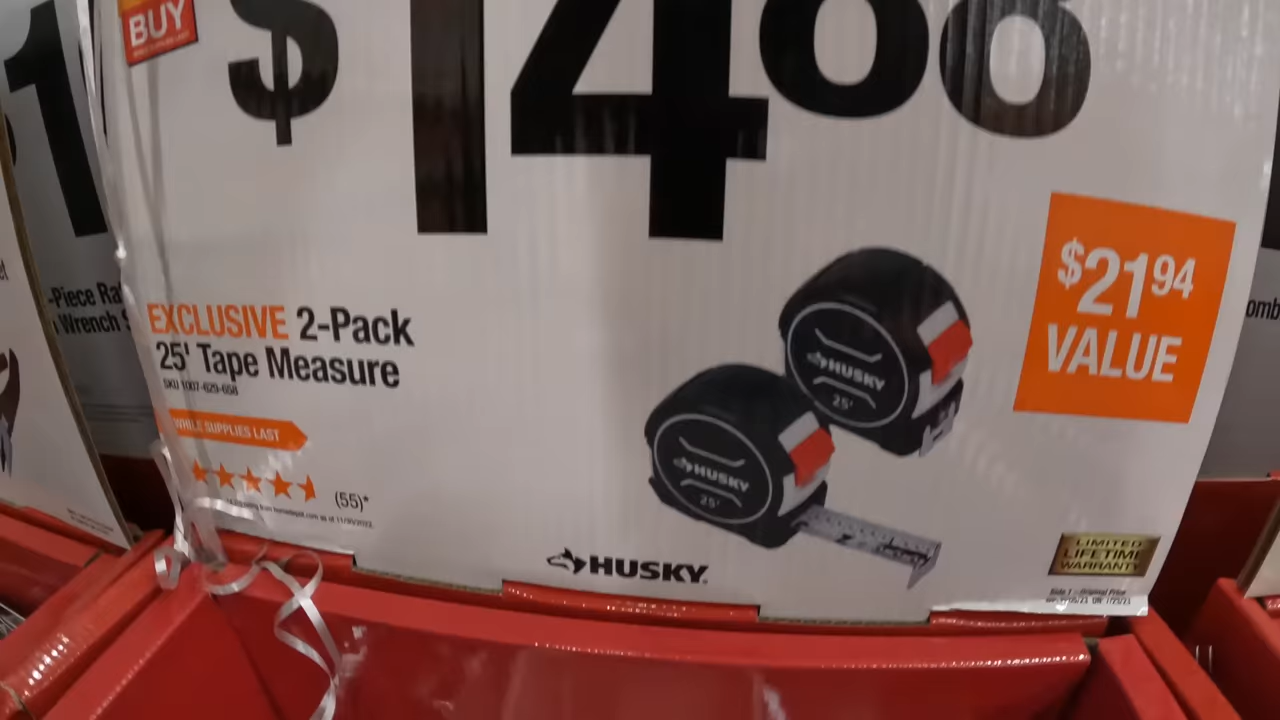 BUY
$1488
$2194
VALUE
-Piece Ra
Wrench S
EXCLUSIVE 2-Pack
25' Tape Measure
SKU 1007-629-658
WHILE SUPPLIES LAST
(55)*
HUSKY
25'
HUSKY
25'
HUSKY
LIMITED
LIFETIME
WARRANTY
omb